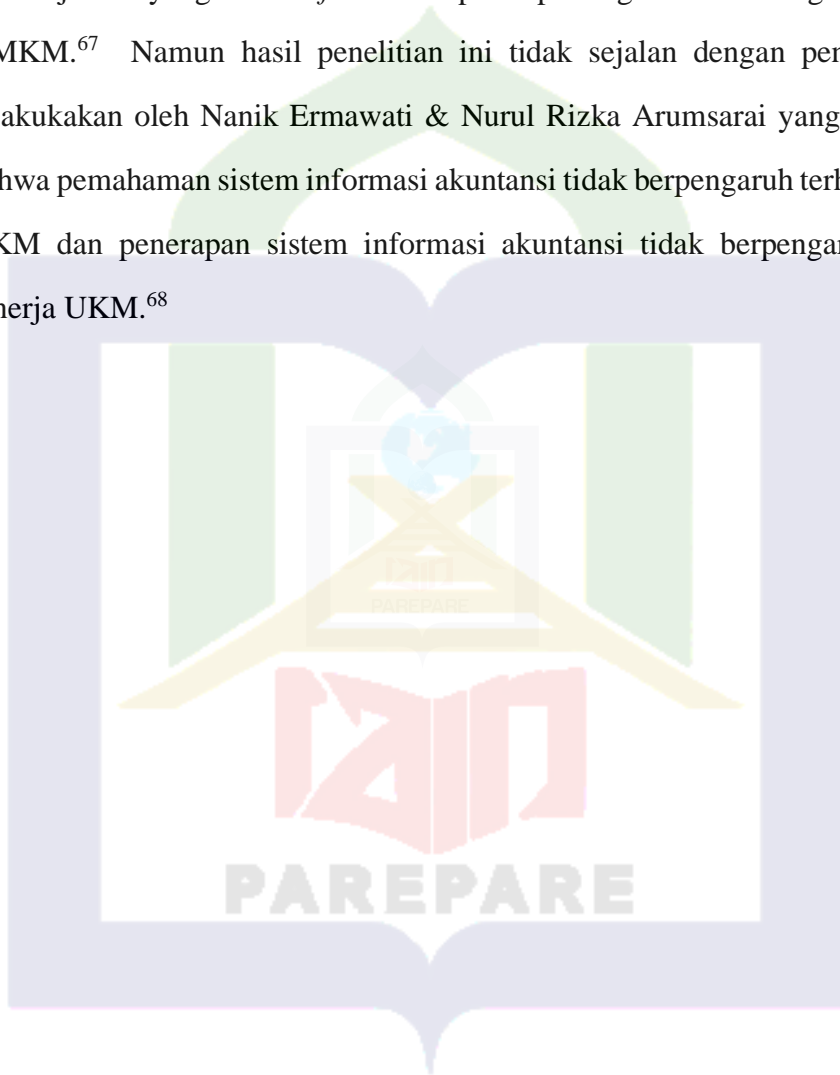 MKM.⁶⁷ Namun hasil penelitian ini tidak sejalan dengan pen
akukakan oleh Nanik Ermawati & Nurul Rizka Arumsarai yang
hwa pemahaman sistem informasi akuntansi tidak berpengaruh terh
KM dan penerapan sistem informasi akuntansi tidak berpengar
nerja UKM.⁶⁸
PAREPARE
PAREPARE